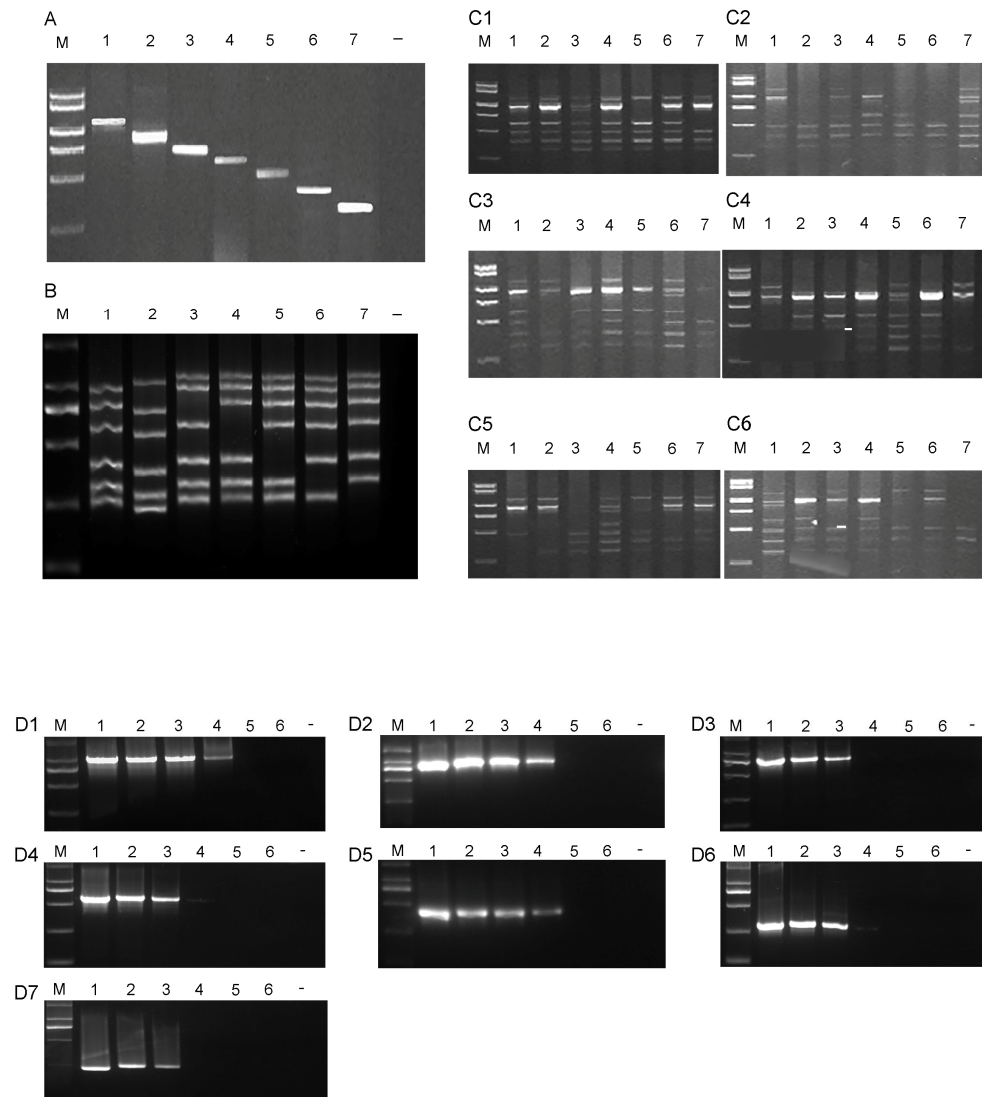 A
M 1 2 3 4 5 6 7 –
B
M 1 2 3 4 5 6 7 –
C1
M 1 2 3 4 5 6 7
C2
M 1 2 3 4 5 6 7
C3
M 1 2 3 4 5 6 7
C4
M 1 2 3 4 5 6 7
C5
M 1 2 3 4 5 6 7
C6
M 1 2 3 4 5 6 7
D1 M 1 2 3 4 5 6 -
D2 M 1 2 3 4 5 6 -
D3 M 1 2 3 4 5 6 -
D4 M 1 2 3 4 5 6 -
D5 M 1 2 3 4 5 6 -
D6 M 1 2 3 4 5 6 -
D7 M 1 2 3 4 5 6 -